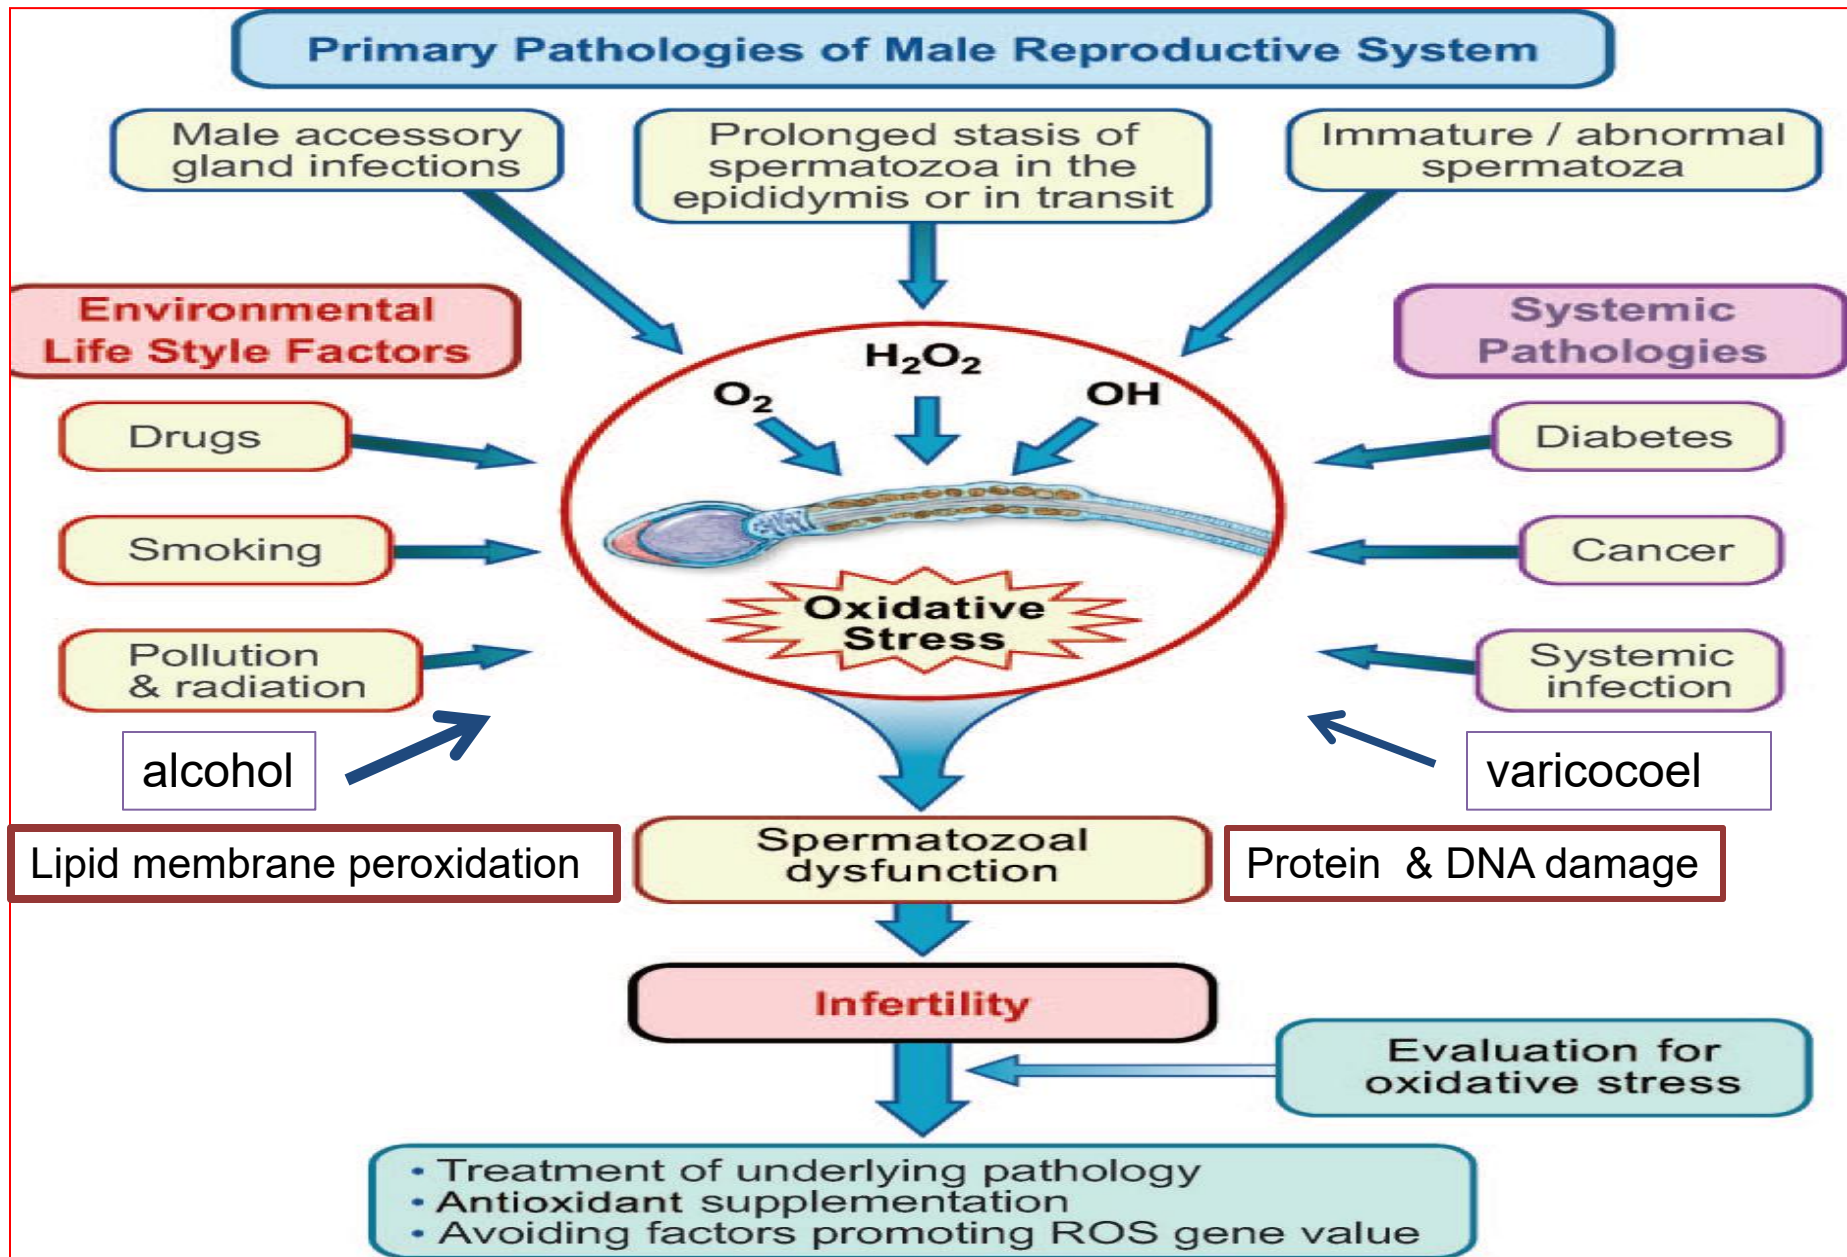 Primary Pathologies of Male Reproductive System
Male accessory
gland infections
Prolonged stasis of
spermatozoa in the
epididymis or in transit
Immature / abnormal
spermatoza
Environmental
Life Style Factors
Systemic
Pathologies
O₂
H₂O₂
OH
Drugs
Smoking
Pollution
& radiation
alcohol
Diabetes
Cancer
Systemic
infection
varicocoel
Oxidative
Stress
Lipid membrane peroxidation
Spermatozoal
dysfunction
Protein & DNA damage
Infertility
Evaluation for
oxidative stress
• Treatment of underlying pathology
• Antioxidant supplementation
• Avoiding factors promoting ROS gene value